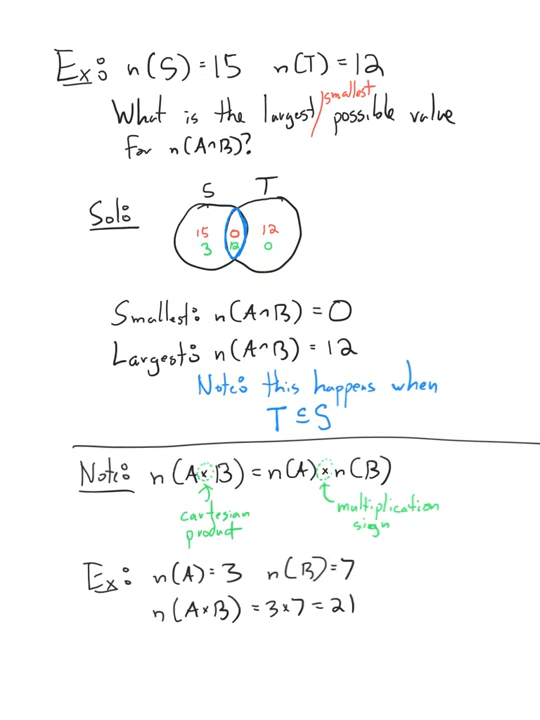 Ex: n(S) = 15   n(T) = 12
What is the largest/smallest possible value
for n(A∩B)?
S T
Sol:
15 0 12
3 12 0
Smallest: n(A∩B) = 0
Largest: n(A∩B) = 12
Note: this happens when
T ⊆ S
Note: n(A×B) = n(A) × n(B)
cartesian product
multiplication sign
Ex: n(A) = 3   n(B) = 7
n(A×B) = 3×7 = 21